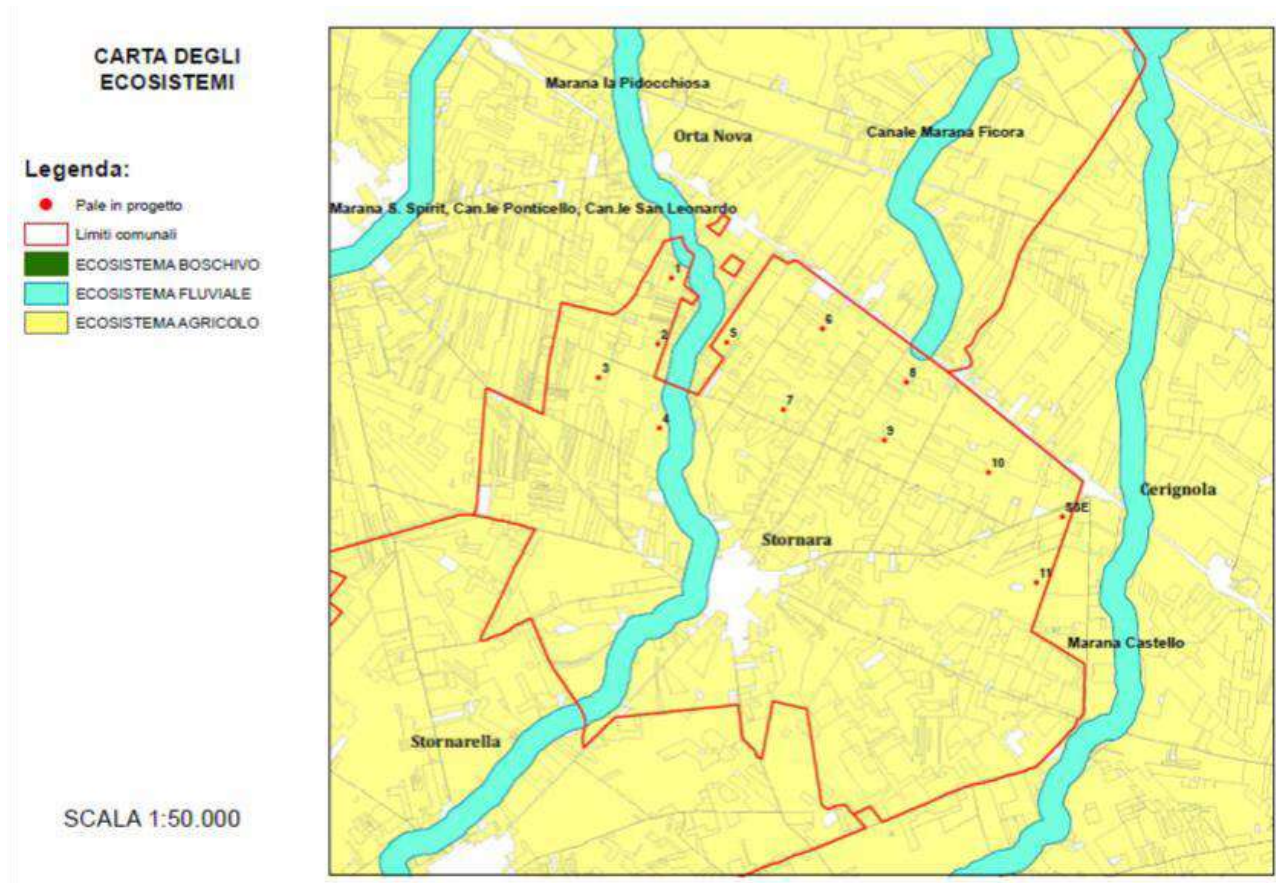 CARTA DEGLI
ECOSISTEMI
Legenda:
Pale in progetto
Limiti comunali
ECOSISTEMA BOSCHIVO
ECOSISTEMA FLUVIALE
ECOSISTEMA AGRICOLO
SCALA 1:50.000
Marana la Pidocchiosa
Orta Nova
Canale Marana Ficora
Marana S. Spirit, Can.le Ponticello, Can.le San Leonardo
1
6
2
5
3
8
7
4
9
10
Cerignola
SSE
Stornara
11
Marana Castello
Stornarella